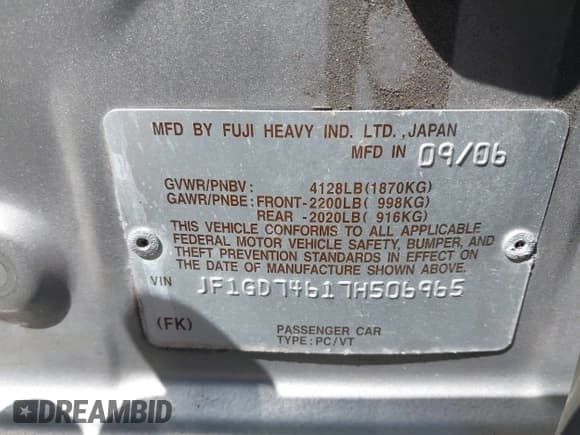 MFD BY FUJI HEAVY IND. LTD., JAPAN
MFD IN 09/06
GVWR/PNBV: 4128LB(1870KG)
GAWR/PNBE: FRONT-2200LB( 998KG)
REAR -2020LB( 916KG)
THIS VEHICLE CONFORMS TO ALL APPLICABLE
FEDERAL MOTOR VEHICLE SAFETY, BUMPER, AND
THEFT PREVENTION STANDARDS IN EFFECT ON
THE DATE OF MANUFACTURE SHOWN ABOVE.
VIN JF1GD74617H506965
(FK) PASSENGER CAR
TYPE: PC/VT
DREAMBID